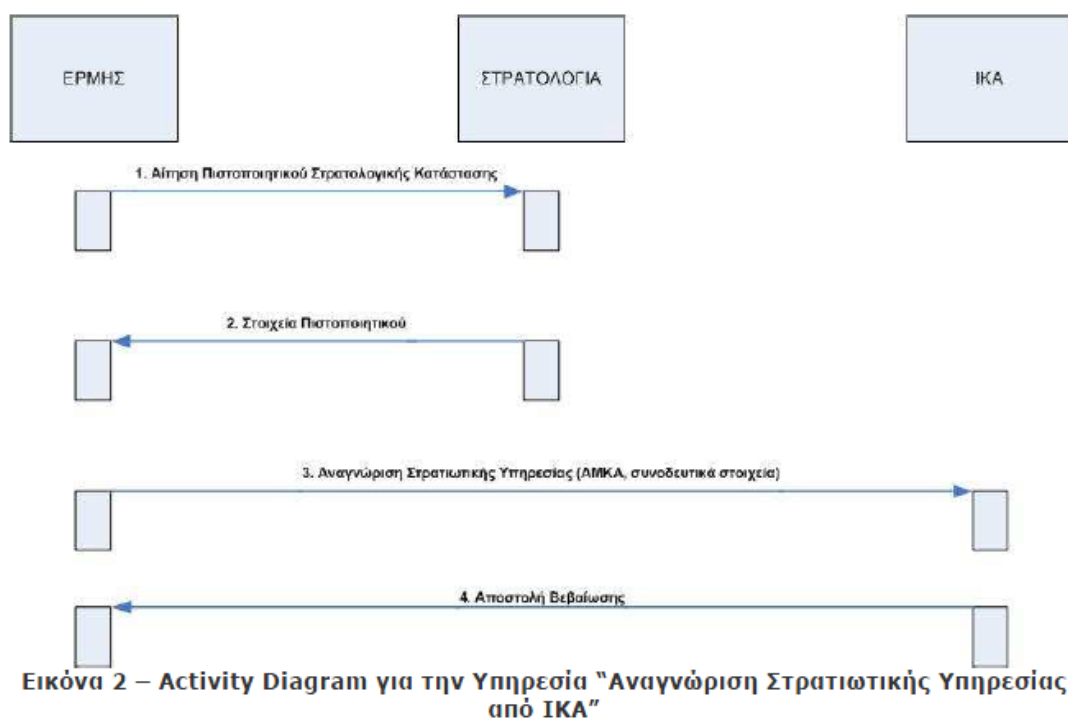 ΕΡΜΗΣ
ΣΤΡΑΤΟΛΟΓΙΑ
ΙΚΑ
1. Αίτηση Πιστοποιητικού Στρατολογικής Κατάστασης
2. Στοιχεία Πιστοποιητικού
3. Αναγνώριση Στρατιωτικής Υπηρεσίας (ΑΜΚΑ, συνοδευτικά στοιχεία)
4. Αποστολή Βεβαίωσης
Εικόνα 2 – Activity Diagram για την Υπηρεσία “Αναγνώριση Στρατιωτικής Υπηρεσίας
από ΙΚΑ”